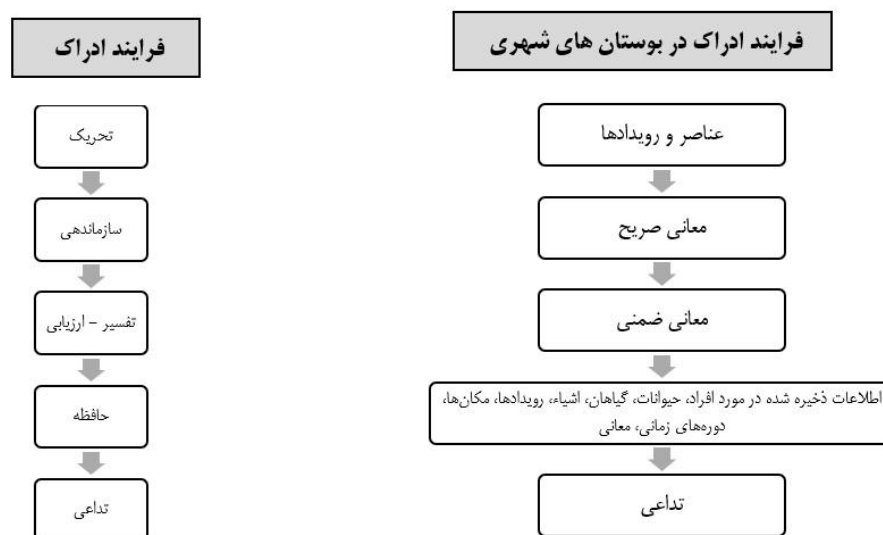 فرایند ادراک در بوستان های شهری
عناصر و رویدادها
معانی صریح
معانی ضمنی
اطلاعات ذخیره شده در مورد افراد، حیوانات، گیاهان، اشیاء، رویدادها، مکان‌ها،
دوره‌های زمانی، معانی
تداعی
فرایند ادراک
تحریک
سازماندهی
تفسیر - ارزیابی
حافظه
تداعی